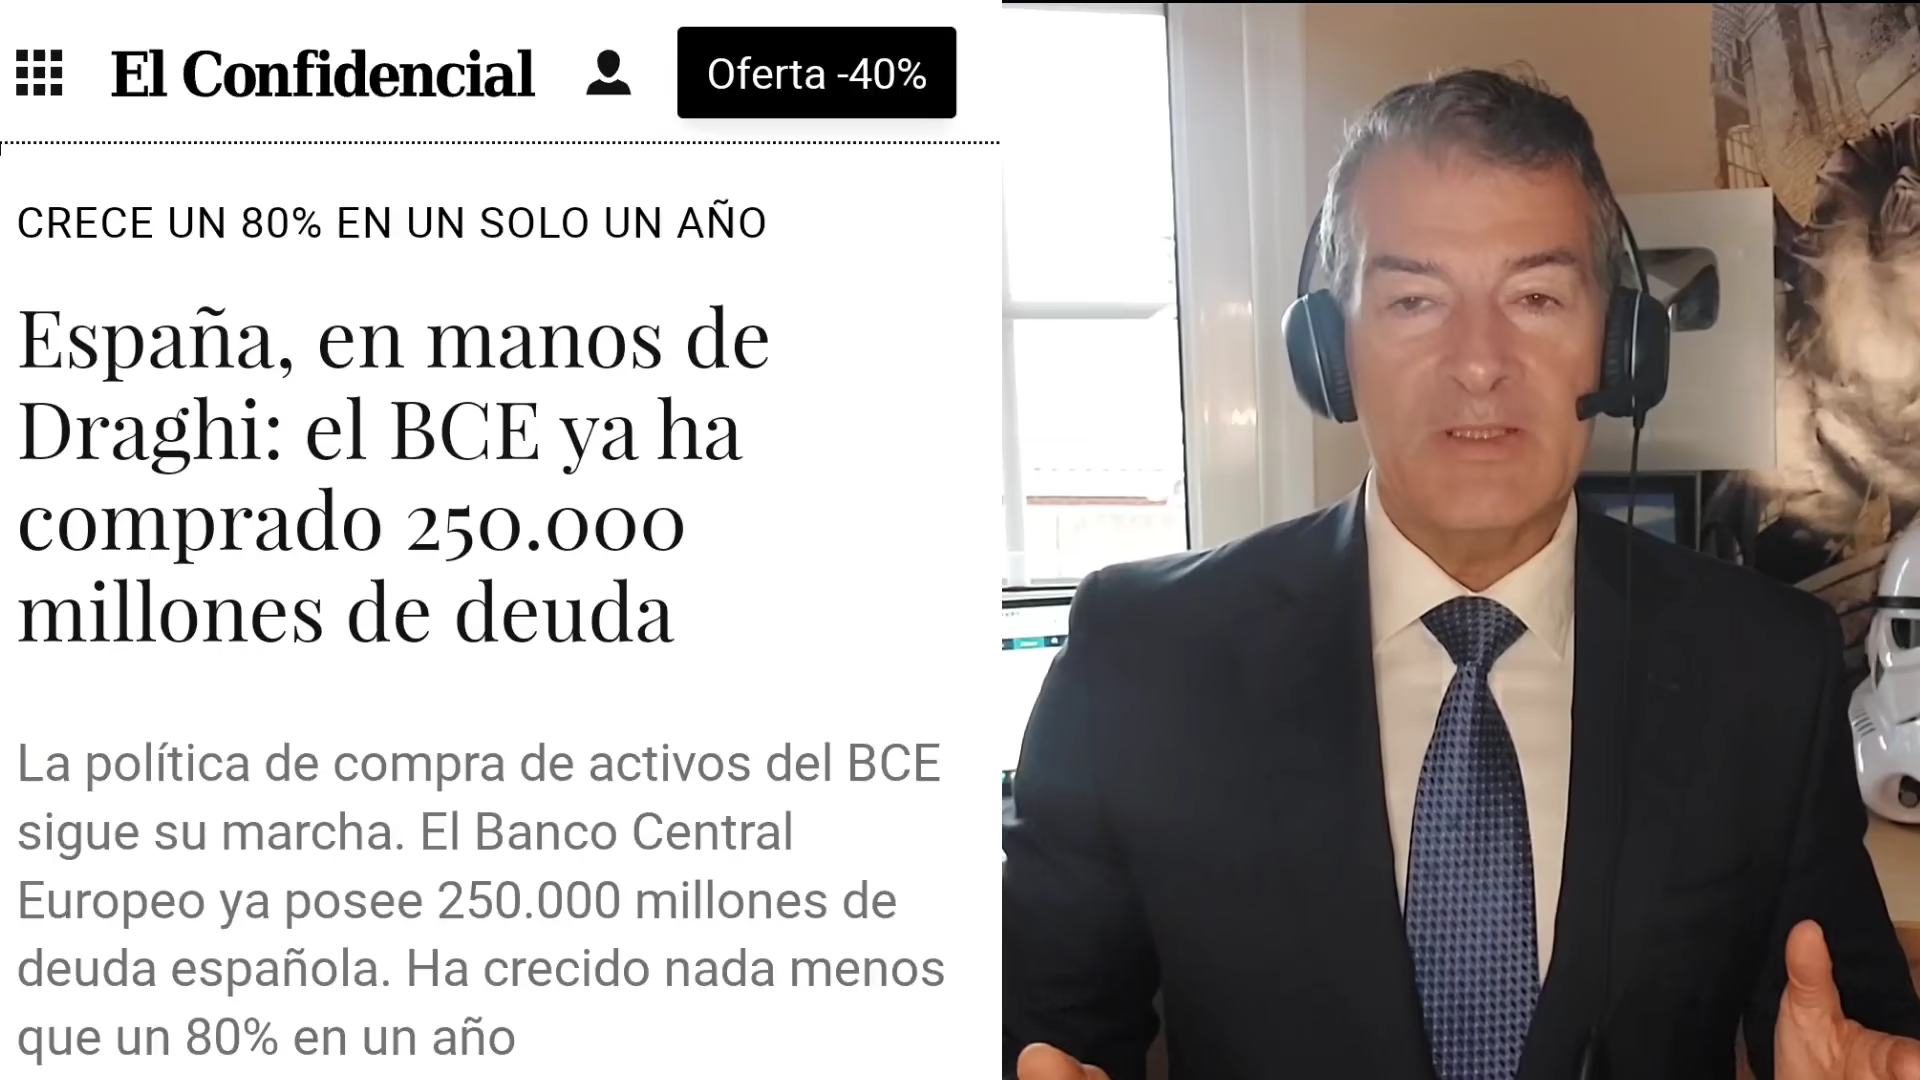 El Confidencial
Oferta -40%
CRECE UN 80% EN UN SOLO UN AÑO
España, en manos de
Draghi: el BCE ya ha
comprado 250.000
millones de deuda
La política de compra de activos del BCE
sigue su marcha. El Banco Central
Europeo ya posee 250.000 millones de
deuda española. Ha crecido nada menos
que un 80% en un año